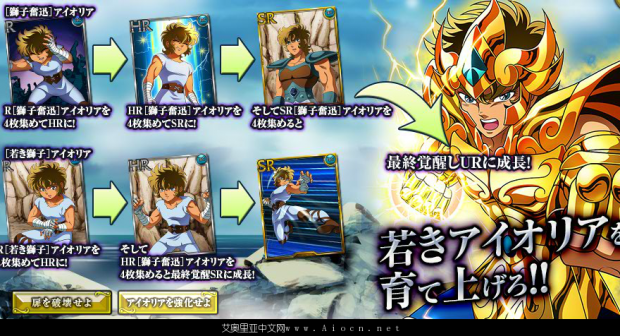 ［獅子奮迅］アイオリア
R
HR
SR
R［獅子奮迅］アイオリアを
4枚集めてHRに!
HR［獅子奮迅］アイオリアを
4枚集めてSRに!
そしてSR［獅子奮迅］アイオリアを
4枚集めると
最終覚醒しURに成長!
［若き獅子］アイオリア
R
HR
SR
R［若き獅子］アイオリアを
4枚集めてHRに!
そして
HR［若き獅子］アイオリアを
4枚集めると最終覚醒SRに成長!
若きアイオリアを
育て上げろ!!
扉を破壊せよ
アイオリアを強化せよ
艾奥里亚中文网www.Aiocn.net